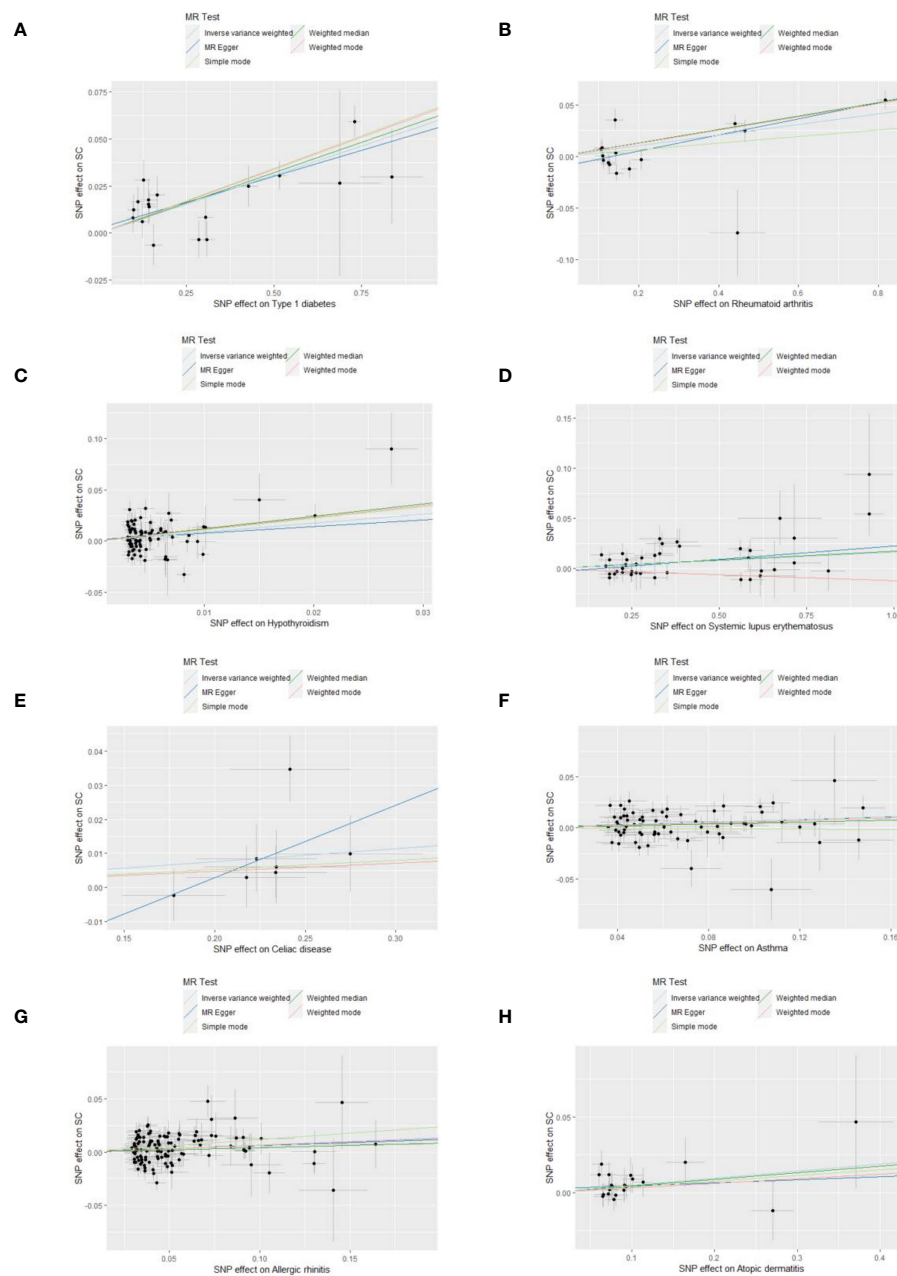 A
MR Test
Inverse variance weighted Weighted median
MR Egger Weighted mode
Simple mode
SNP effect on SC
0.075
0.050
0.025
0.000
-0.025
0.25 0.50 0.75
SNP effect on Type 1 diabetes
B
MR Test
Inverse variance weighted Weighted median
MR Egger Weighted mode
Simple mode
SNP effect on SC
0.05
0.00
-0.05
-0.10
0.2 0.4 0.6 0.8
SNP effect on Rheumatoid arthritis
C
MR Test
Inverse variance weighted Weighted median
MR Egger Weighted mode
Simple mode
SNP effect on SC
0.10
0.05
0.00
-0.05
0.01 0.02 0.03
SNP effect on Hypothyroidism
D
MR Test
Inverse variance weighted Weighted median
MR Egger Weighted mode
Simple mode
SNP effect on SC
0.15
0.10
0.05
0.00
0.25 0.50 0.75 1.0
SNP effect on Systemic lupus erythematosus
E
MR Test
Inverse variance weighted Weighted median
MR Egger Weighted mode
Simple mode
SNP effect on SC
0.04
0.03
0.02
0.01
0.00
-0.01
0.15 0.20 0.25 0.30
SNP effect on Celiac disease
F
MR Test
Inverse variance weighted Weighted median
MR Egger Weighted mode
Simple mode
SNP effect on SC
0.05
0.00
-0.05
0.04 0.08 0.12 0.16
SNP effect on Asthma
G
MR Test
Inverse variance weighted Weighted median
MR Egger Weighted mode
Simple mode
SNP effect on SC
0.05
0.00
-0.05
0.05 0.10 0.15
SNP effect on Allergic rhinitis
H
MR Test
Inverse variance weighted Weighted median
MR Egger Weighted mode
Simple mode
SNP effect on SC
0.05
0.00
0.1 0.2 0.3 0.4
SNP effect on Atopic dermatitis